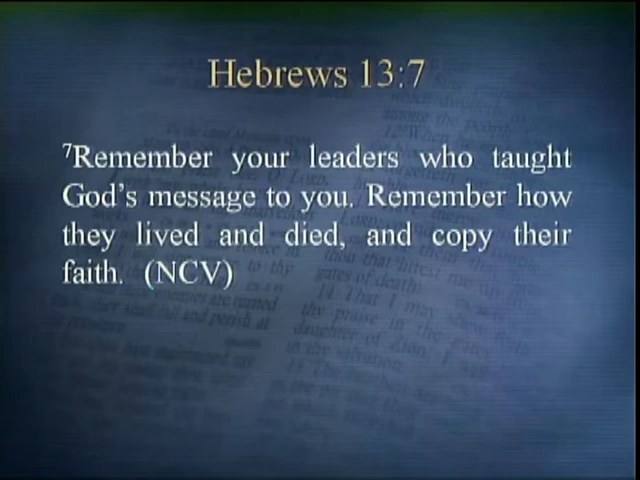 Hebrews 13:7
⁷Remember your leaders who taught
God's message to you. Remember how
they lived and died, and copy their
faith. (NCV)